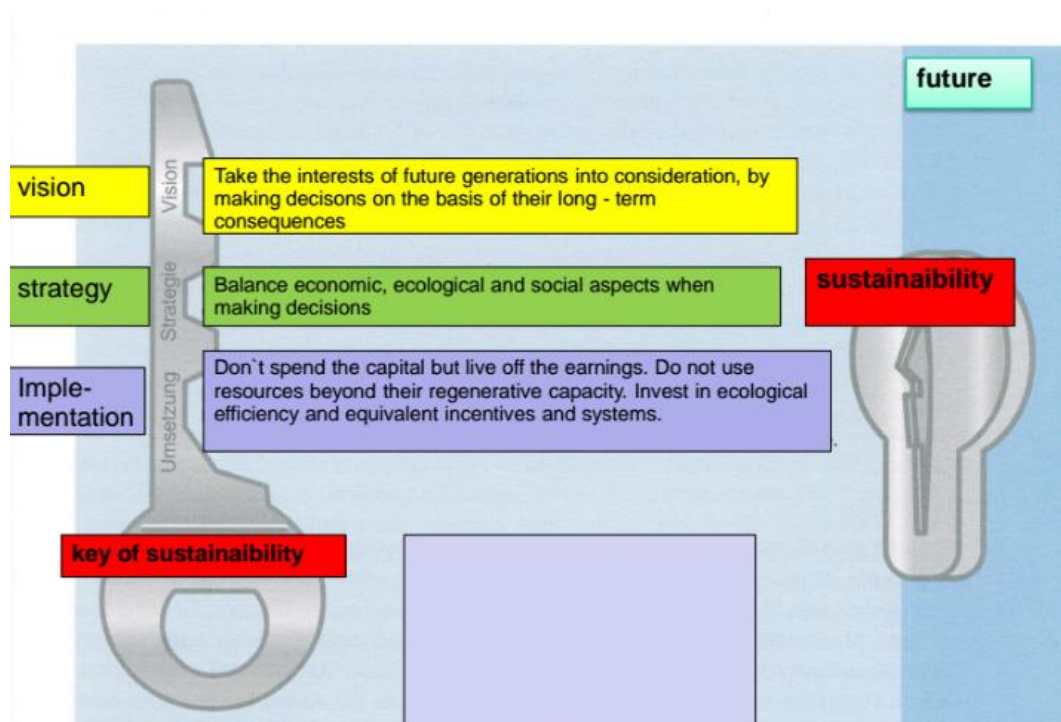 future
vision
Vision
Take the interests of future generations into consideration, by
making decisons on the basis of their long - term
consequences
strategy
Strategie
Balance economic, ecological and social aspects when
making decisions
sustainaibility
Imple-
mentation
Umsetzung
Don`t spend the capital but live off the earnings. Do not use
resources beyond their regenerative capacity. Invest in ecological
efficiency and equivalent incentives and systems.
key of sustainaibility